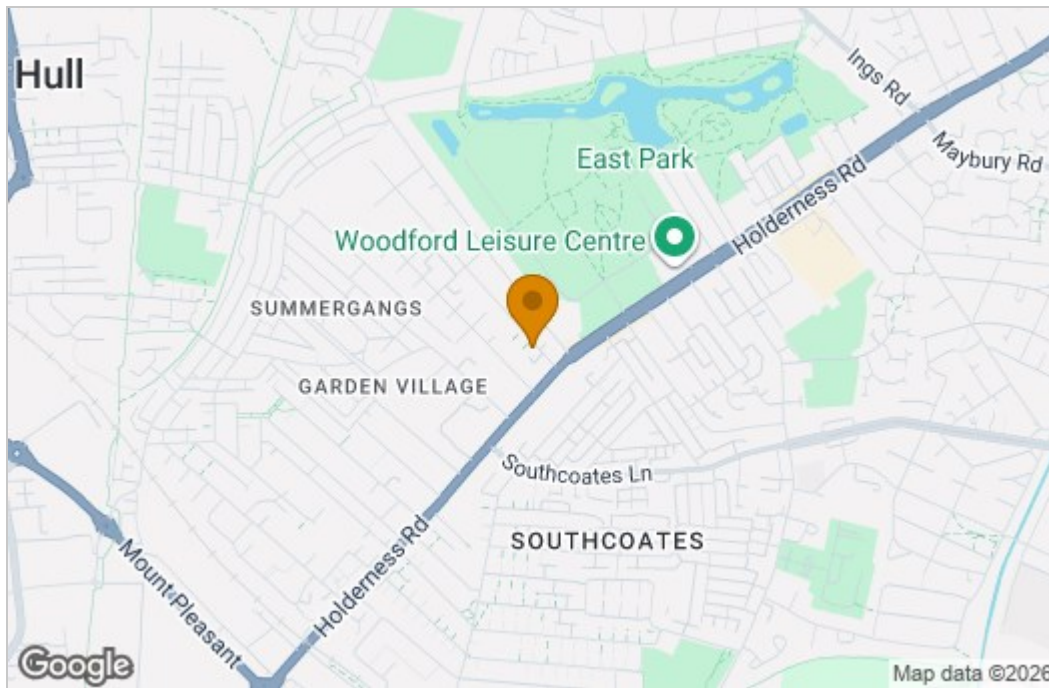 Hull
Ings Rd
Maybury Rd
East Park
Holderness Rd
Woodford Leisure Centre
SUMMERGANGS
GARDEN VILLAGE
Southcoates Ln
SOUTHCOATES
Holderness Rd
Mount Pleasant
Google
Map data ©2026